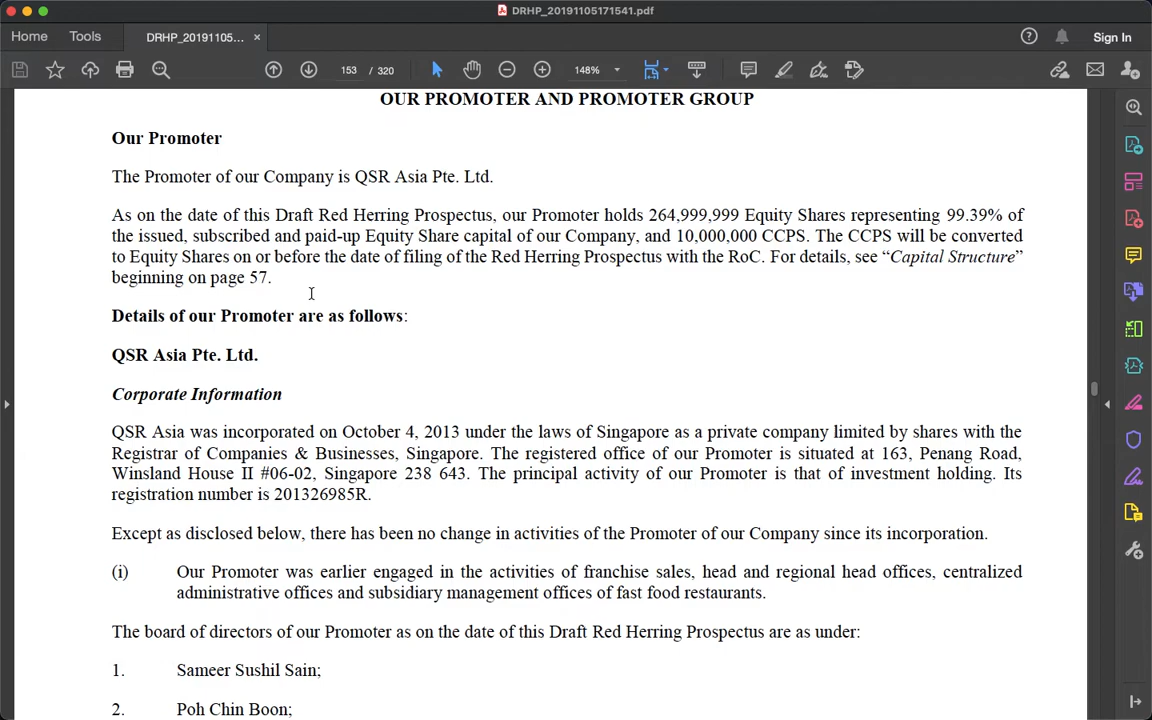 DRHP_20191105171541.pdf
Home Tools DRHP_20191105... × Sign In
153 / 320 148%
OUR PROMOTER AND PROMOTER GROUP
Our Promoter
The Promoter of our Company is QSR Asia Pte. Ltd.
As on the date of this Draft Red Herring Prospectus, our Promoter holds 264,999,999 Equity Shares representing 99.39% of
the issued, subscribed and paid-up Equity Share capital of our Company, and 10,000,000 CCPS. The CCPS will be converted
to Equity Shares on or before the date of filing of the Red Herring Prospectus with the RoC. For details, see “Capital Structure”
beginning on page 57.
Details of our Promoter are as follows:
QSR Asia Pte. Ltd.
Corporate Information
QSR Asia was incorporated on October 4, 2013 under the laws of Singapore as a private company limited by shares with the
Registrar of Companies & Businesses, Singapore. The registered office of our Promoter is situated at 163, Penang Road,
Winsland House II #06-02, Singapore 238 643. The principal activity of our Promoter is that of investment holding. Its
registration number is 201326985R.
Except as disclosed below, there has been no change in activities of the Promoter of our Company since its incorporation.
(i) Our Promoter was earlier engaged in the activities of franchise sales, head and regional head offices, centralized
administrative offices and subsidiary management offices of fast food restaurants.
The board of directors of our Promoter as on the date of this Draft Red Herring Prospectus are as under:
1. Sameer Sushil Sain;
2. Poh Chin Boon;